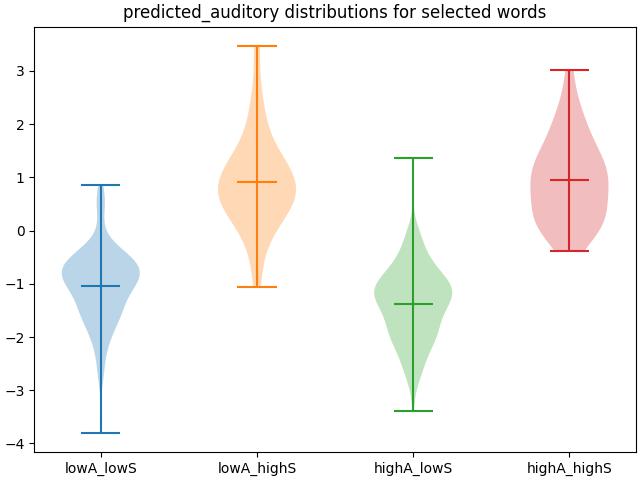 predicted_auditory distributions for selected words
3
2
1
0
−1
−2
−3
−4
lowA_lowS
lowA_highS
highA_lowS
highA_highS